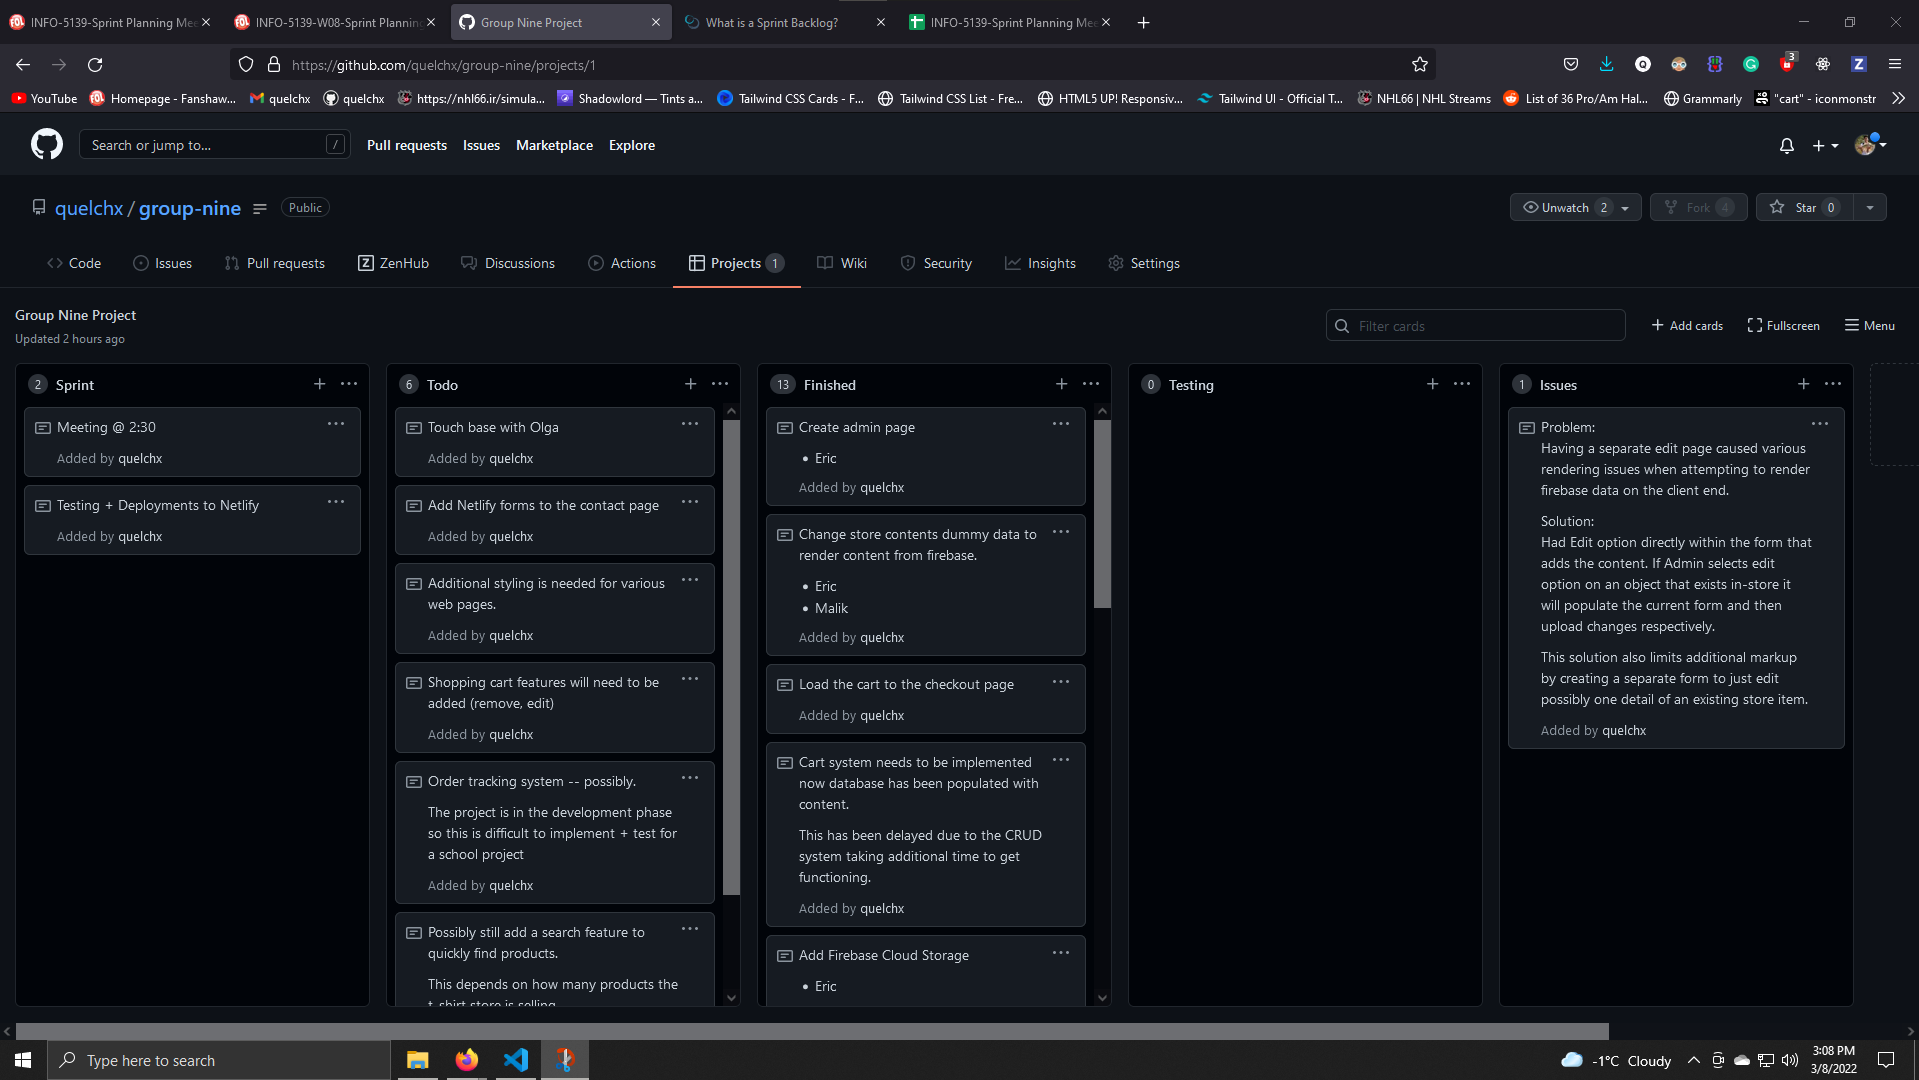 INFO-5139-Sprint Planning Mee
INFO-5139-W08-Sprint Planning
Group Nine Project
What is a Sprint Backlog?
INFO-5139-Sprint Planning Mee
https://github.com/quelchx/group-nine/projects/1
3
YouTube
Homepage - Fanshaw...
quelchx
quelchx
https://nhl66.ir/simula...
Shadowlord — Tints a...
Tailwind CSS Cards - F...
Tailwind CSS List - Fre...
HTML5 UP! Responsiv...
Tailwind UI - Official T...
NHL66 | NHL Streams
List of 36 Pro/Am Hal...
Grammarly
"cart" - iconmonstr
Search or jump to...
/
Pull requests
Issues
Marketplace
Explore
quelchx / group-nine
Public
Unwatch 2
Fork 4
Star 0
Code
Issues
Pull requests
ZenHub
Discussions
Actions
Projects 1
Wiki
Security
Insights
Settings
Group Nine Project
Updated 2 hours ago
Filter cards
Add cards
Fullscreen
Menu
2 Sprint
Meeting @ 2:30
Added by quelchx
Testing + Deployments to Netlify
Added by quelchx
6 Todo
Touch base with Olga
Added by quelchx
Add Netlify forms to the contact page
Added by quelchx
Additional styling is needed for various
web pages.
Added by quelchx
Shopping cart features will need to be
added (remove, edit)
Added by quelchx
Order tracking system -- possibly.
The project is in the development phase
so this is difficult to implement + test for
a school project
Added by quelchx
Possibly still add a search feature to
quickly find products.
This depends on how many products the
t-shirt store is selling
13 Finished
Create admin page
• Eric
Added by quelchx
Change store contents dummy data to
render content from firebase.
• Eric
• Malik
Added by quelchx
Load the cart to the checkout page
Added by quelchx
Cart system needs to be implemented
now database has been populated with
content.
This has been delayed due to the CRUD
system taking additional time to get
functioning.
Added by quelchx
Add Firebase Cloud Storage
• Eric
0 Testing
1 Issues
Problem:
Having a separate edit page caused various
rendering issues when attempting to render
firebase data on the client end.
Solution:
Had Edit option directly within the form that
adds the content. If Admin selects edit
option on an object that exists in-store it
will populate the current form and then
upload changes respectively.
This solution also limits additional markup
by creating a separate form to just edit
possibly one detail of an existing store item.
Added by quelchx
Type here to search
-1°C Cloudy
3:08 PM
3/8/2022